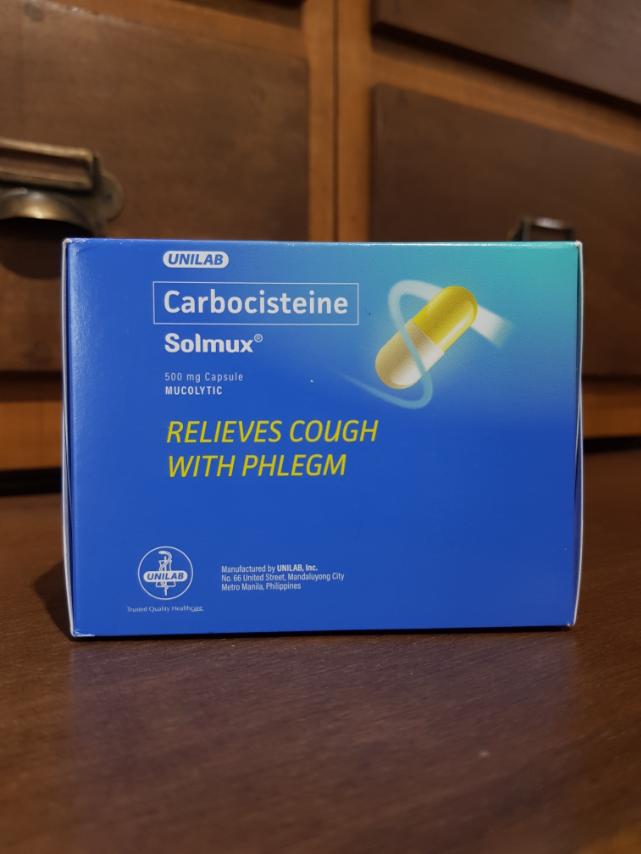 UNILAB
Carbocisteine
Solmux®
500 mg Capsule
MUCOLYTIC
RELIEVES COUGH
WITH PHLEGM
UNILAB
Trusted Quality Healthcare
Manufactured by UNILAB, Inc.
No. 66 United Street, Mandaluyong City
Metro Manila, Philippines